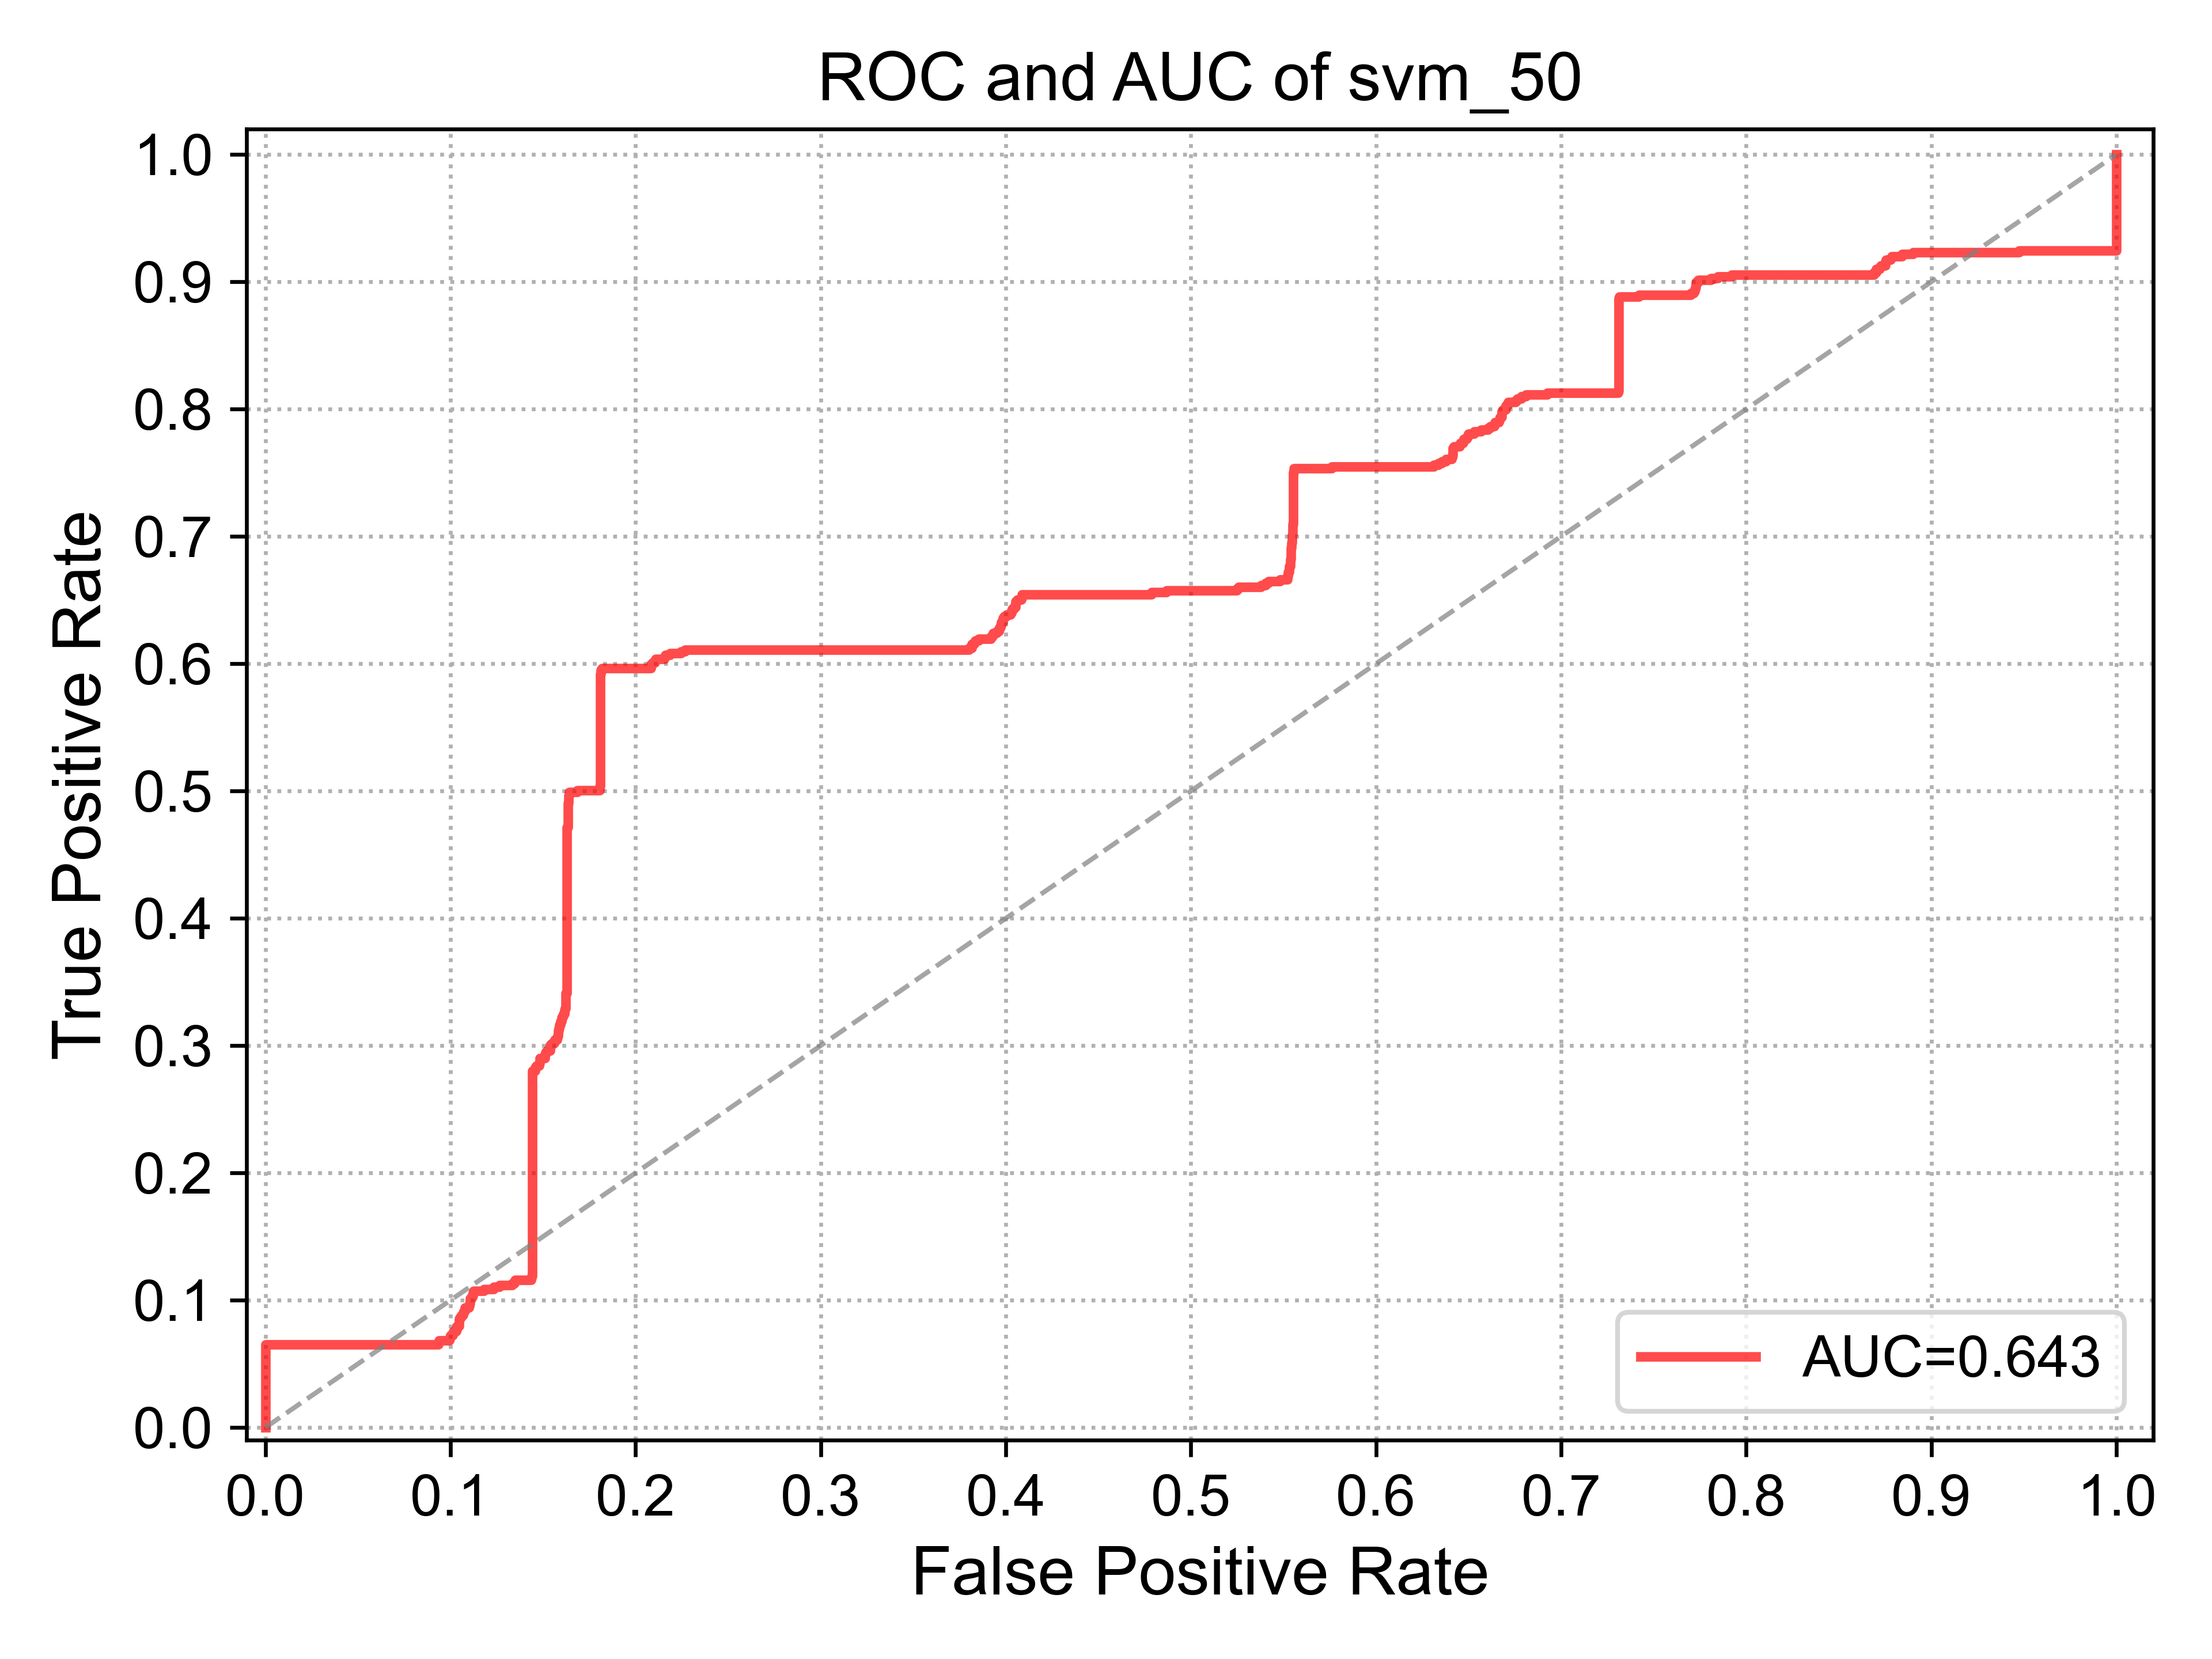 ROC and AUC of svm_50
True Positive Rate
1.0
0.9
0.8
0.7
0.6
0.5
0.4
0.3
0.2
0.1
0.0
AUC=0.643
0.0 0.1 0.2 0.3 0.4 0.5 0.6 0.7 0.8 0.9 1.0
False Positive Rate